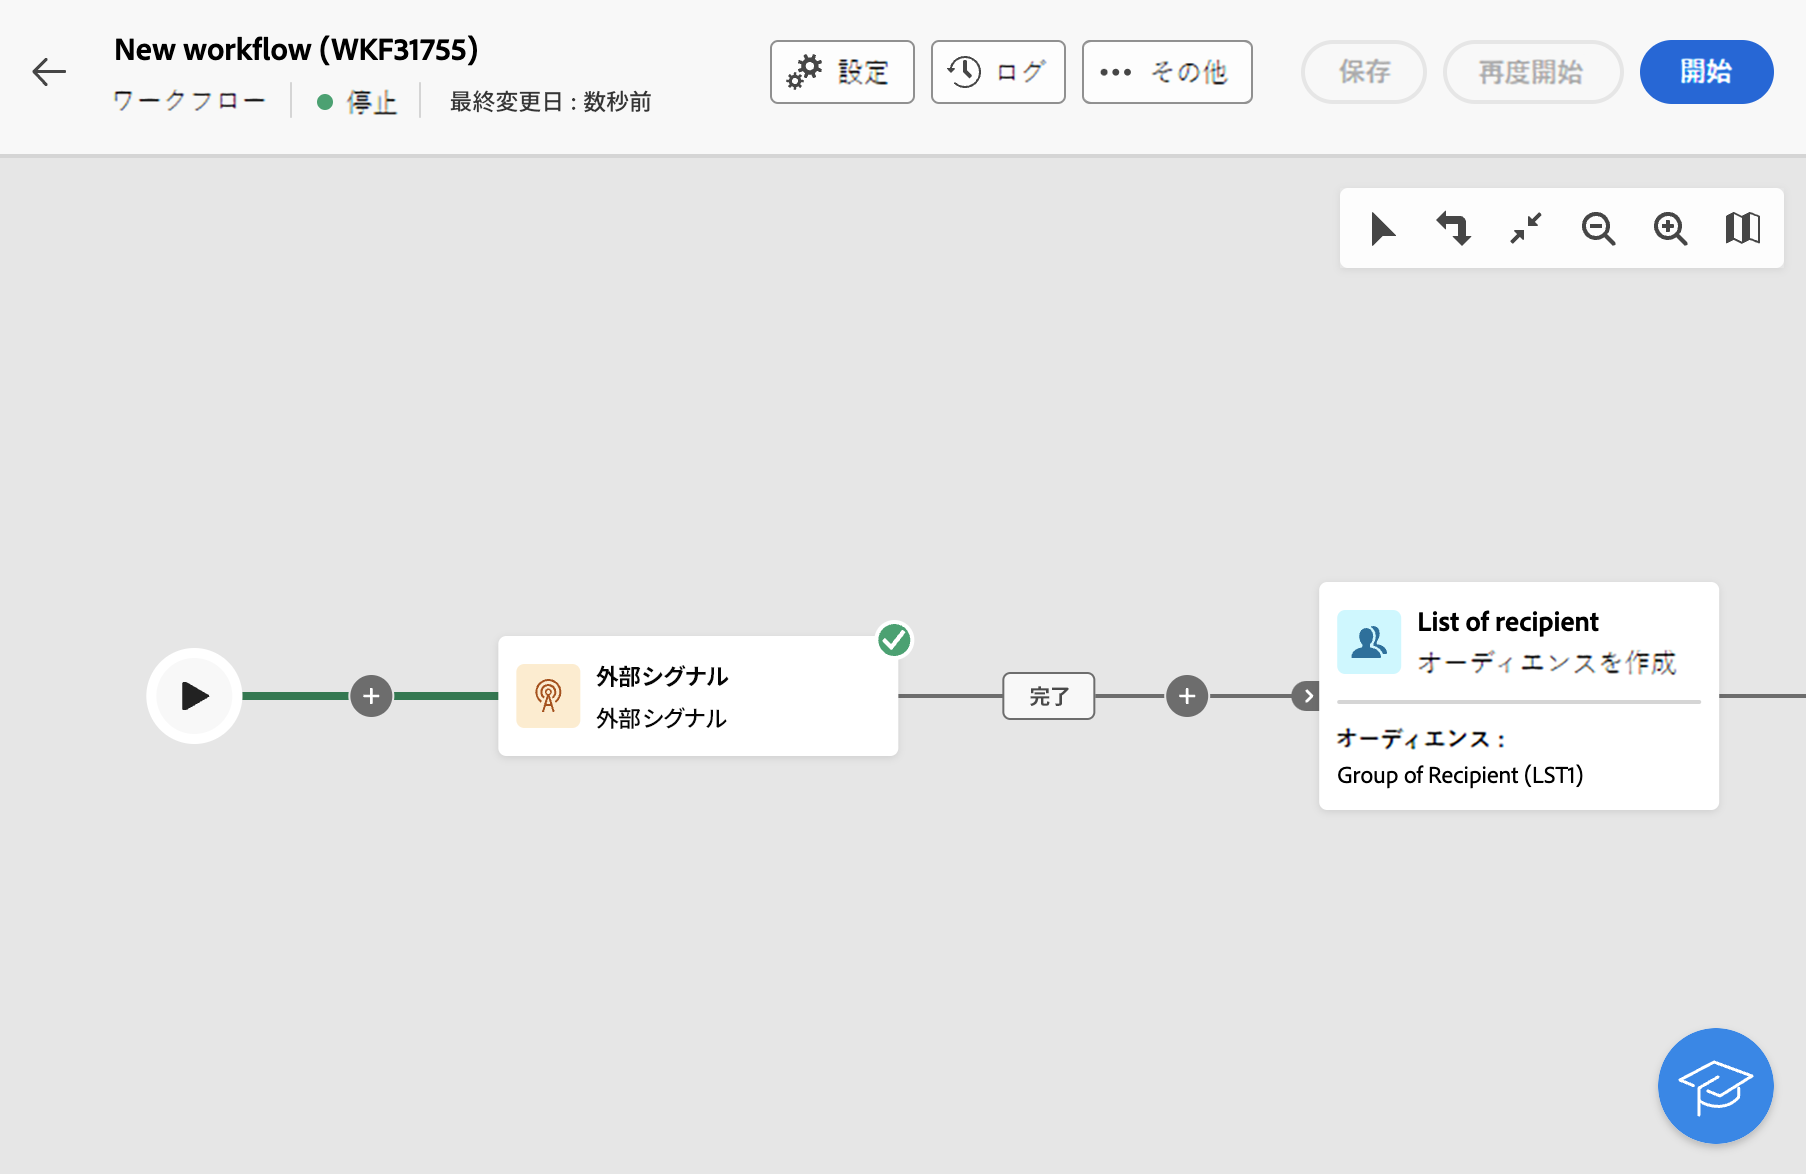 New workflow (WKF31755)
ワークフロー
停止
最終変更日 : 数秒前
設定
ログ
その他
保存
再度開始
開始
外部シグナル
外部シグナル
完了
List of recipient
オーディエンスを作成
オーディエンス :
Group of Recipient (LST1)